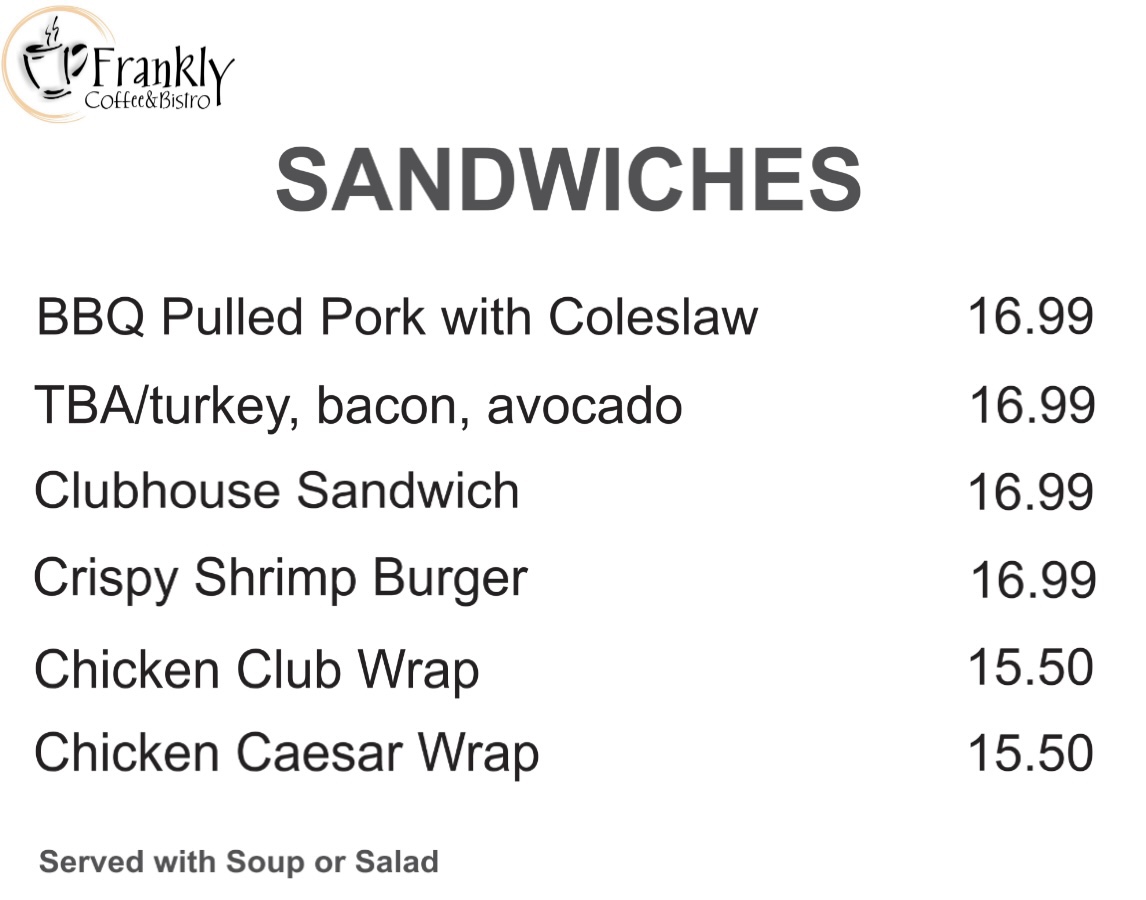 Frankly
Coffee&Bistro
SANDWICHES
BBQ Pulled Pork with Coleslaw 16.99
TBA/turkey, bacon, avocado 16.99
Clubhouse Sandwich 16.99
Crispy Shrimp Burger 16.99
Chicken Club Wrap 15.50
Chicken Caesar Wrap 15.50
Served with Soup or Salad